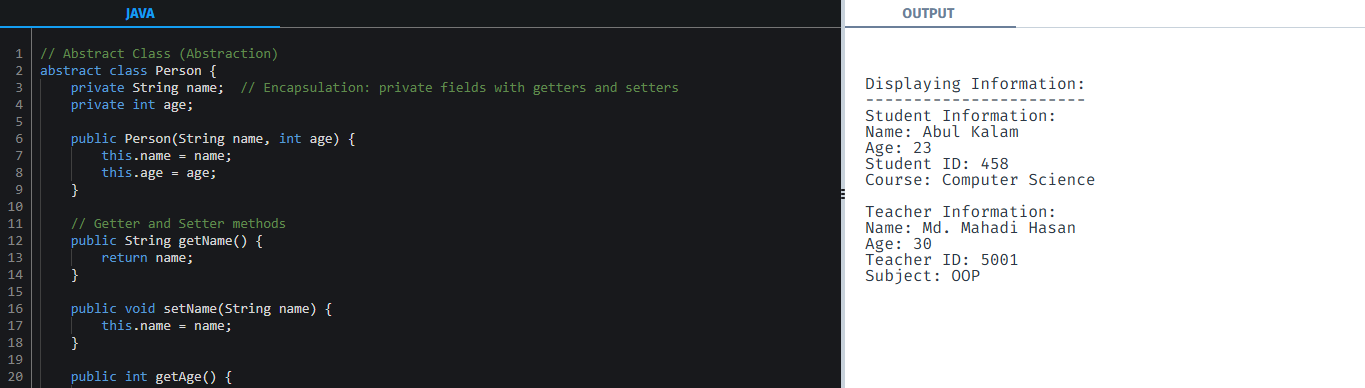 JAVA
1 // Abstract Class (Abstraction)
2 abstract class Person {
3     private String name;  // Encapsulation: private fields with getters and setters
4     private int age;
5
6     public Person(String name, int age) {
7         this.name = name;
8         this.age = age;
9     }
10
11     // Getter and Setter methods
12     public String getName() {
13         return name;
14     }
15
16     public void setName(String name) {
17         this.name = name;
18     }
19
20     public int getAge() {
OUTPUT
Displaying Information:
-----------------------
Student Information:
Name: Abul Kalam
Age: 23
Student ID: 458
Course: Computer Science

Teacher Information:
Name: Md. Mahadi Hasan
Age: 30
Teacher ID: 5001
Subject: OOP